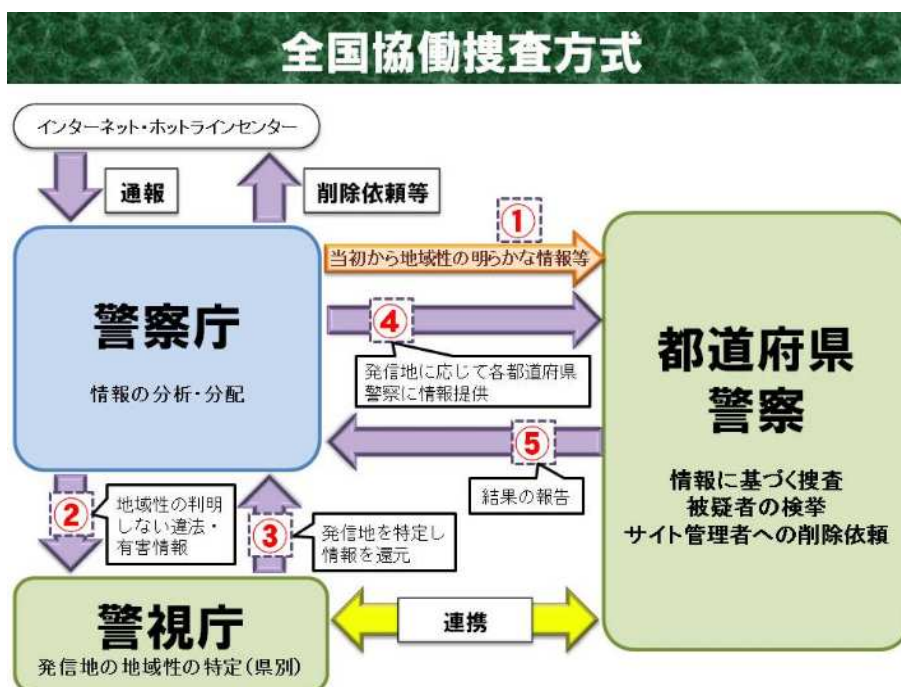 全国協働捜査方式
インターネット・ホットラインセンター
通報
削除依頼等
①
当初から地域性の明らかな情報等
警察庁
情報の分析・分配
④
発信地に応じて各都道府県
警察に情報提供
都道府県
警察
情報に基づく捜査
被疑者の検挙
サイト管理者への削除依頼
⑤
結果の報告
②
地域性の判明
しない違法・
有害情報
③
発信地を特定し
情報を還元
警視庁
発信地の地域性の特定(県別)
連携